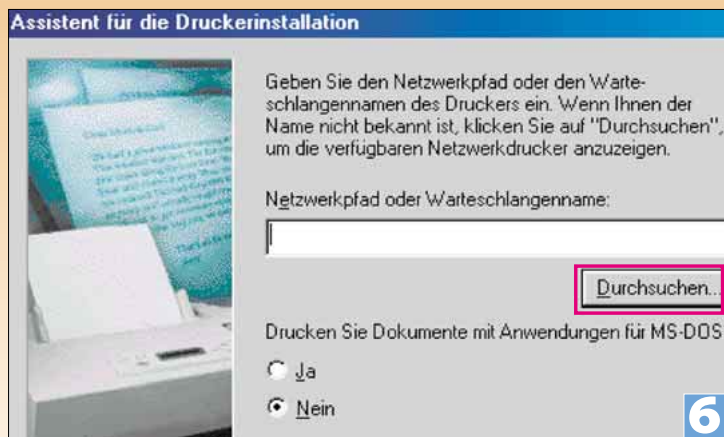 Assistent für die Druckerinstallation
Geben Sie den Netzwerkpfad oder den Warte-
schlangennamen des Druckers ein. Wenn Ihnen der
Name nicht bekannt ist, klicken Sie auf "Durchsuchen",
um die verfügbaren Netzwerkdrucker anzuzeigen.
Netzwerkpfad oder Warteschlangenname:
Durchsuchen...
Drucken Sie Dokumente mit Anwendungen für MS-DOS
Ja
Nein
6